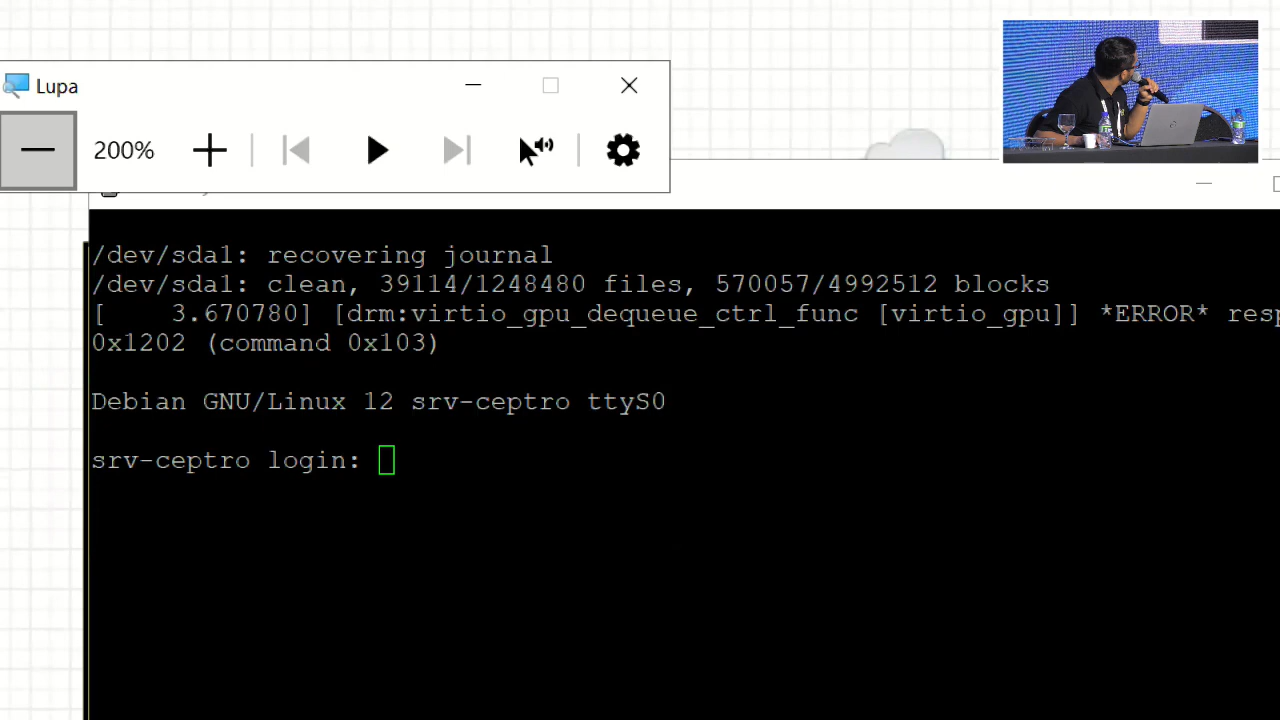 Lupa
200%
/dev/sda1: recovering journal
/dev/sda1: clean, 39114/1248480 files, 570057/4992512 blocks
[    3.670780] [drm:virtio_gpu_dequeue_ctrl_func [virtio_gpu]] *ERROR* resp
0x1202 (command 0x103)
Debian GNU/Linux 12 srv-ceptro ttyS0
srv-ceptro login: